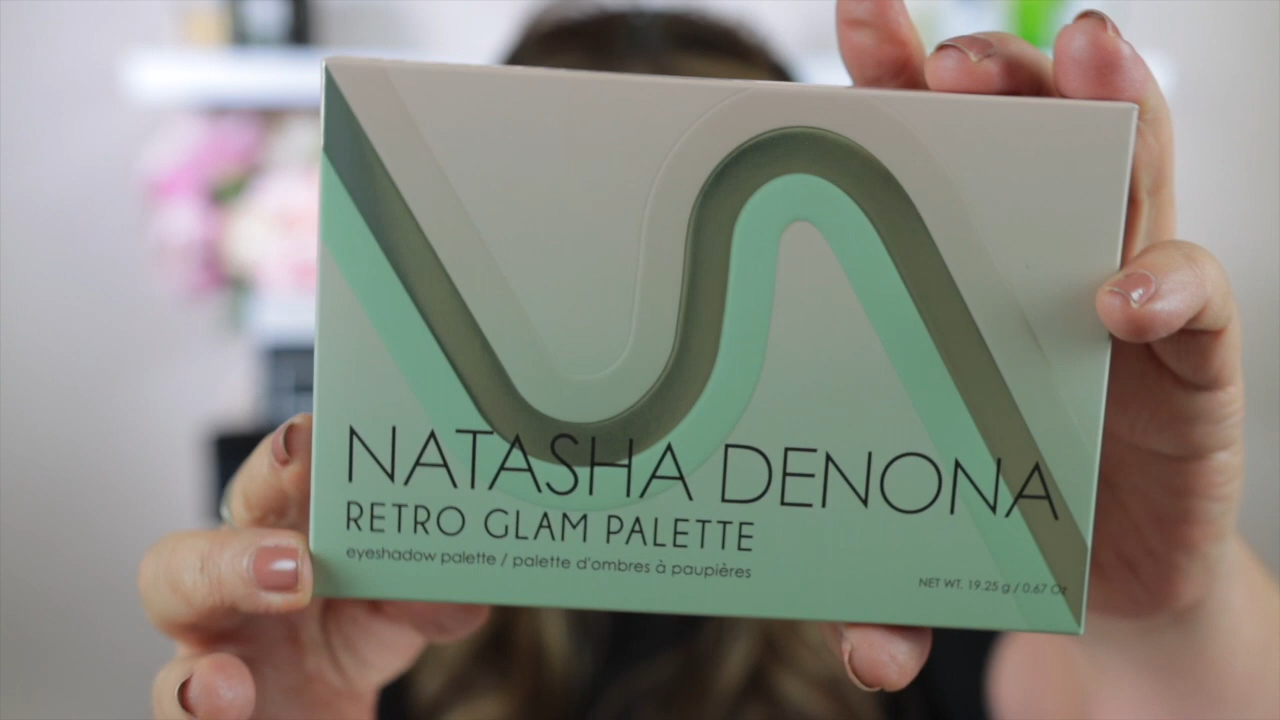 NATASHA DENONA
RETRO GLAM PALETTE
eyeshadow palette / palette d'ombres à paupières
NET WT. 19.25 g / 0.67 Oz